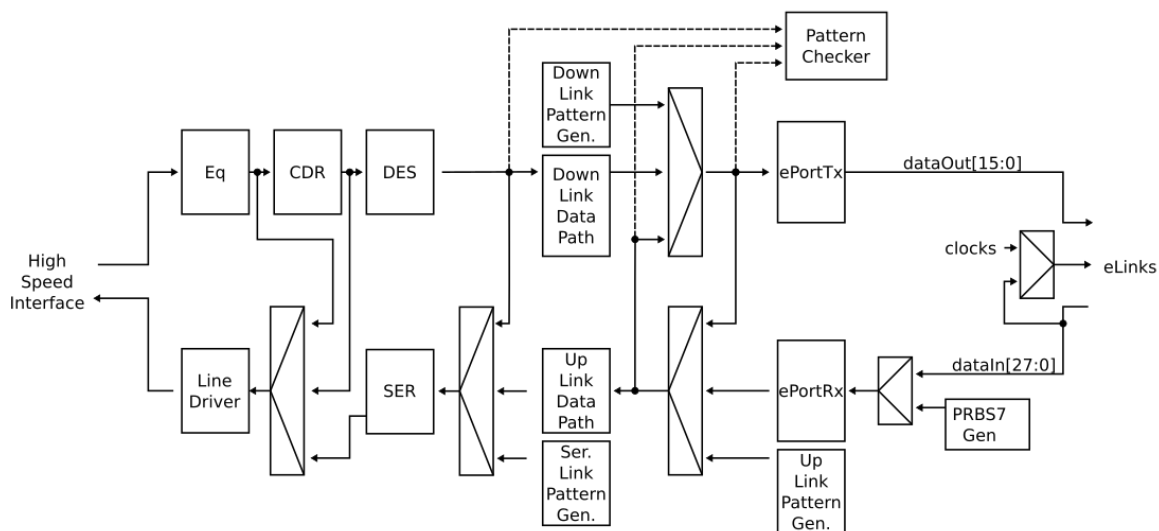 Pattern
Checker
Down
Link
Pattern
Gen.
Eq
CDR
DES
Down
Link
Data
Path
ePortTx
dataOut[15:0]
clocks
eLinks
High
Speed
Interface
Line
Driver
SER
Up
Link
Data
Path
ePortRx
dataIn[27:0]
PRBS7
Gen
Ser.
Link
Pattern
Gen.
Up
Link
Pattern
Gen.